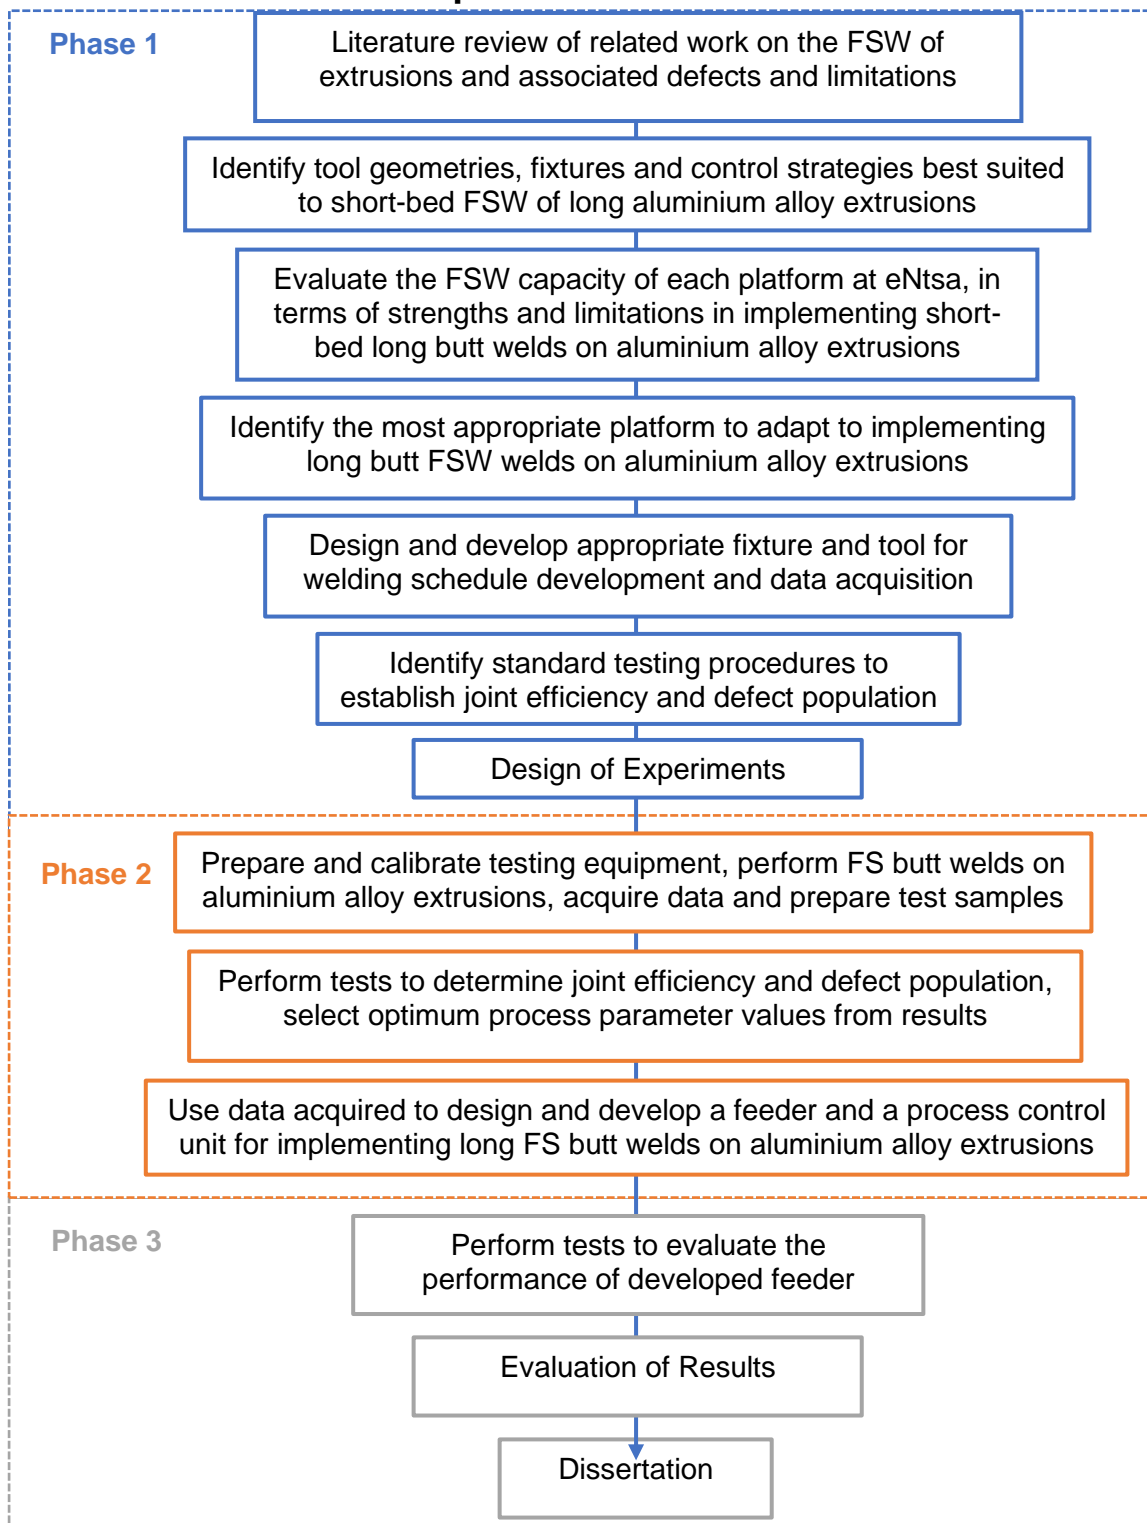 Phase 1
Literature review of related work on the FSW of
extrusions and associated defects and limitations
Identify tool geometries, fixtures and control strategies best suited
to short-bed FSW of long aluminium alloy extrusions
Evaluate the FSW capacity of each platform at eNtsa, in
terms of strengths and limitations in implementing short-
bed long butt welds on aluminium alloy extrusions
Identify the most appropriate platform to adapt to implementing
long butt FSW welds on aluminium alloy extrusions
Design and develop appropriate fixture and tool for
welding schedule development and data acquisition
Identify standard testing procedures to
establish joint efficiency and defect population
Design of Experiments
Phase 2
Prepare and calibrate testing equipment, perform FS butt welds on
aluminium alloy extrusions, acquire data and prepare test samples
Perform tests to determine joint efficiency and defect population,
select optimum process parameter values from results
Use data acquired to design and develop a feeder and a process control
unit for implementing long FS butt welds on aluminium alloy extrusions
Phase 3
Perform tests to evaluate the
performance of developed feeder
Evaluation of Results
Dissertation